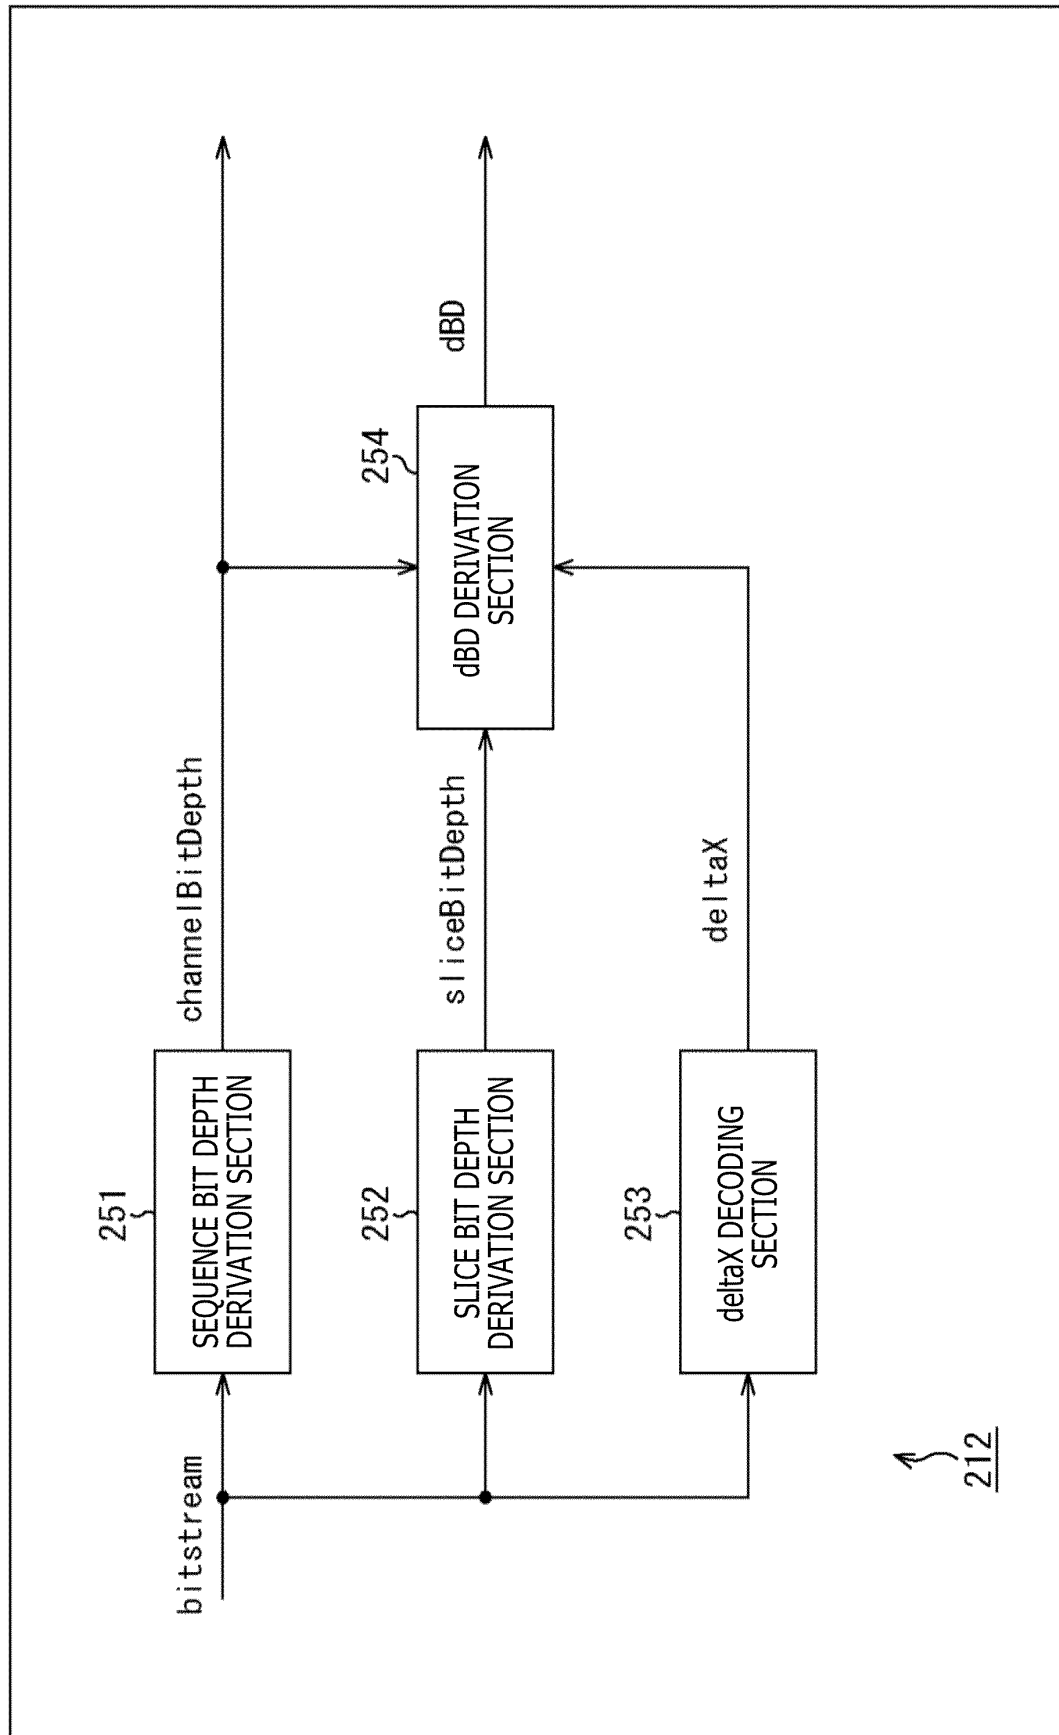 bitstream
251
SEQUENCE BIT DEPTH
DERIVATION SECTION
channelBitDepth
252
SLICE BIT DEPTH
DERIVATION SECTION
sliceBitDepth
254
dBD DERIVATION
SECTION
dBD
253
deltaX DECODING
SECTION
deltaX
212